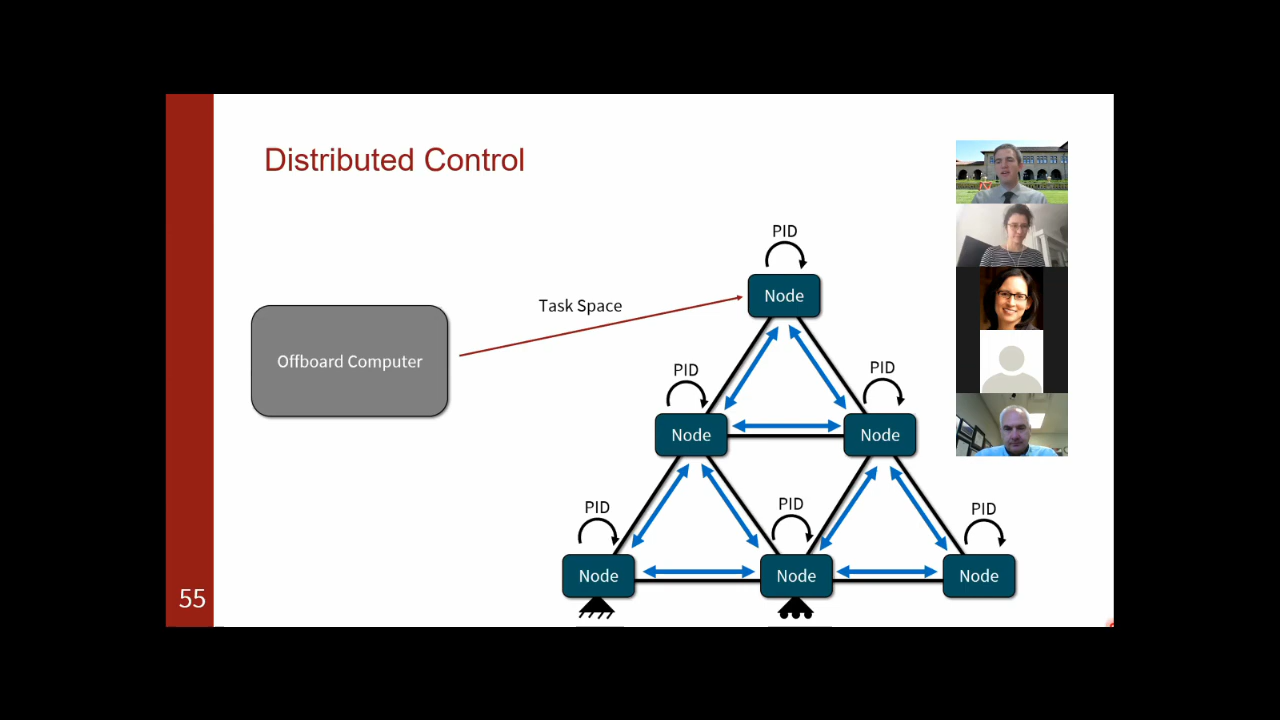 Distributed Control
PID
Node
Task Space
Offboard Computer
PID
PID
Node
Node
PID
PID
PID
Node
Node
Node
55